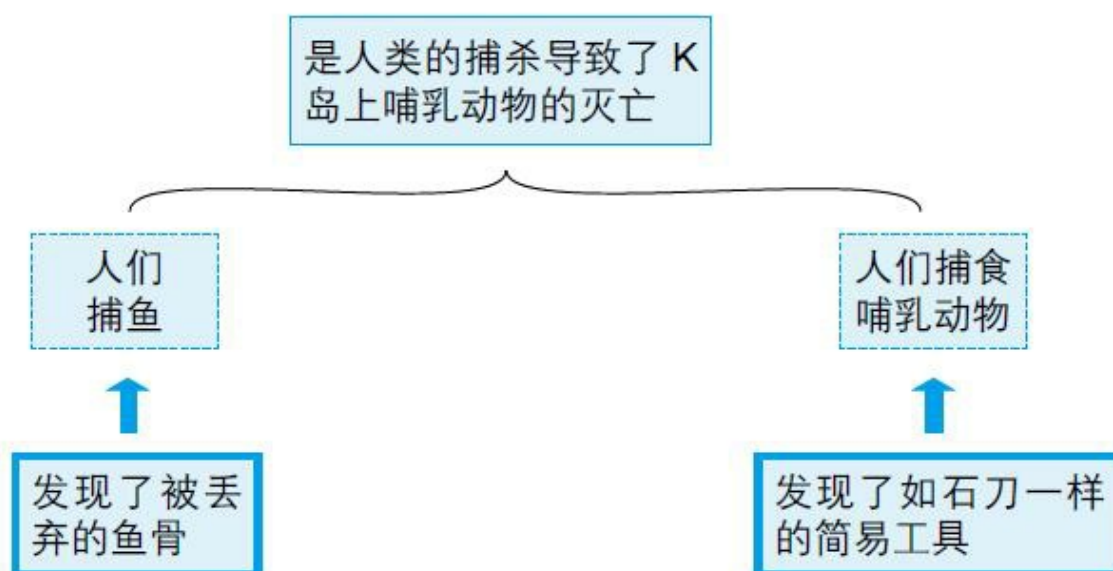 是人类的捕杀导致了 K
岛上哺乳动物的灭亡
人们
捕鱼
人们捕食
哺乳动物
发现了被丢
弃的鱼骨
发现了如石刀一样
的简易工具